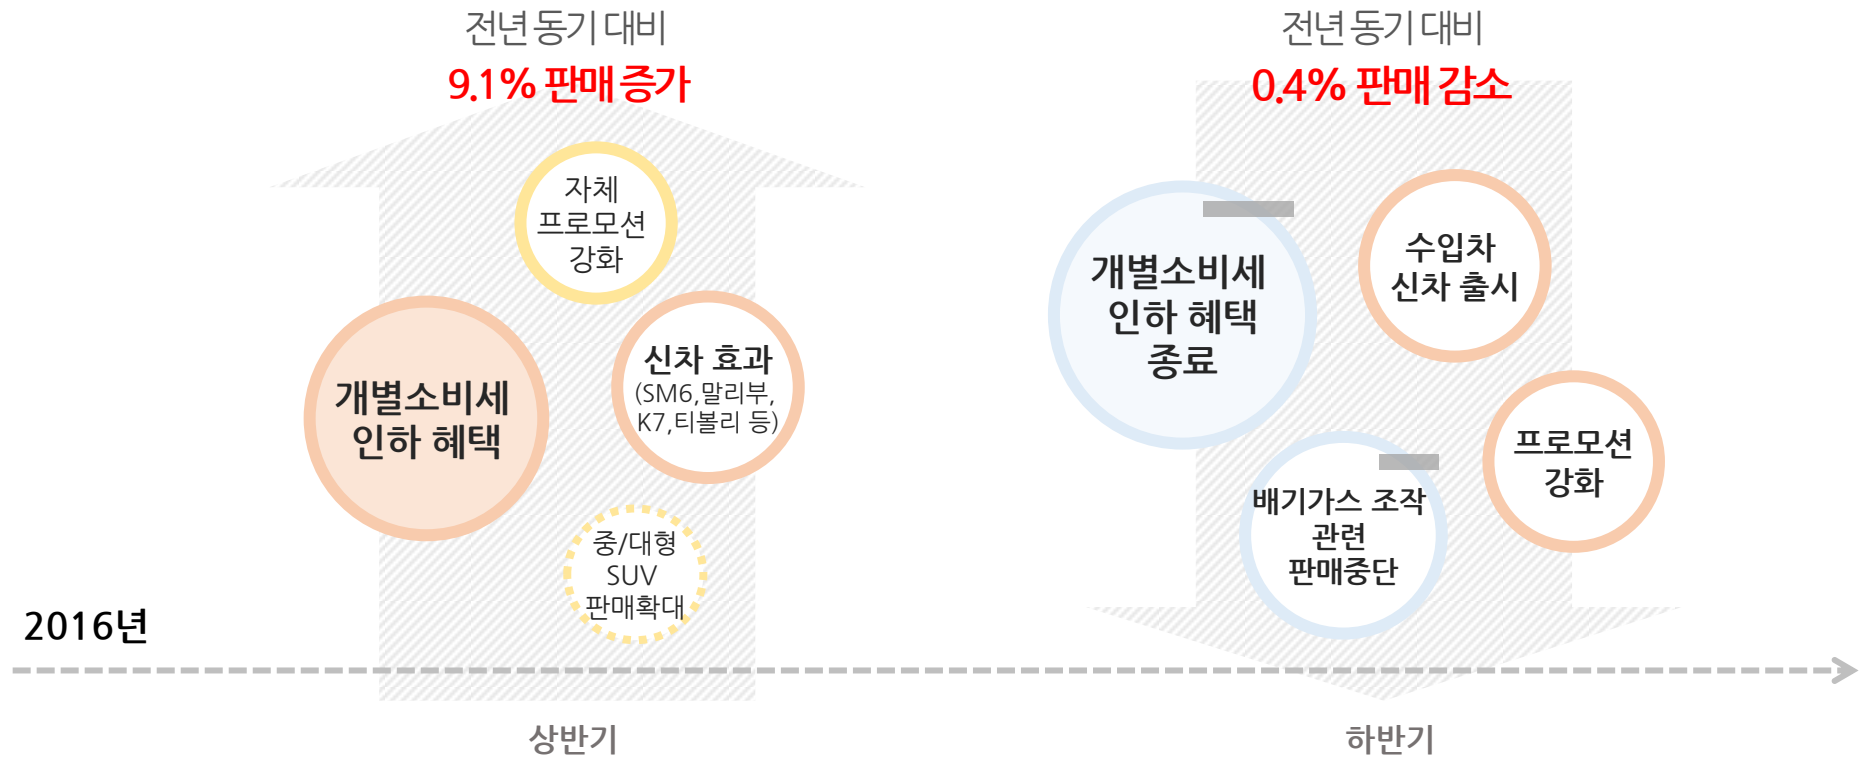 전년 동기 대비
9.1% 판매 증가
자체
프로모션
강화
개별소비세
인하 혜택
신차 효과
(SM6,말리부,
K7,티볼리 등)
중/대형
SUV
판매확대
전년 동기 대비
0.4% 판매 감소
개별소비세
인하 혜택
종료
수입차
신차 출시
프로모션
강화
배기가스 조작
관련
판매중단
2016년
상반기
하반기